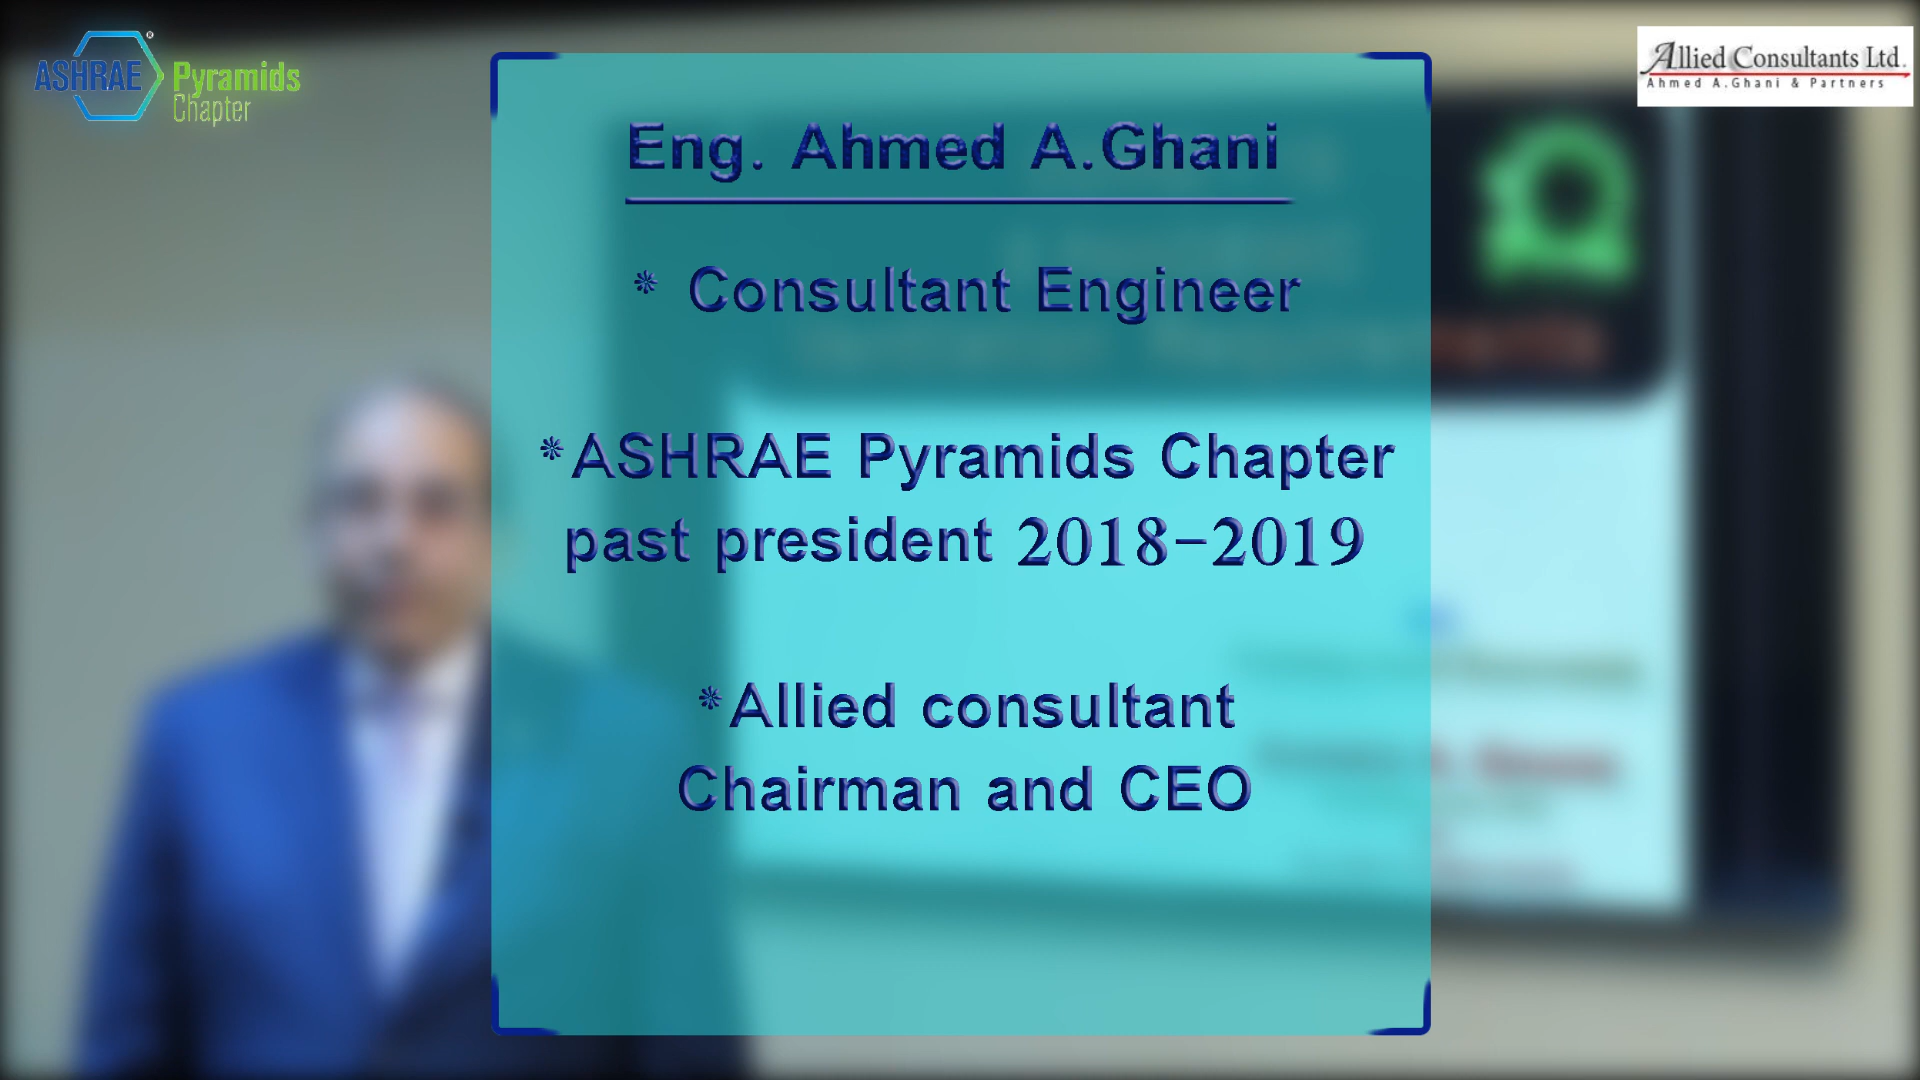 ASHRAE® Pyramids
Chapter
Allied Consultants Ltd.
Ahmed A.Ghani & Partners
Eng. Ahmed A.Ghani
* Consultant Engineer
*ASHRAE Pyramids Chapter
past president 2018-2019
*Allied consultant
Chairman and CEO